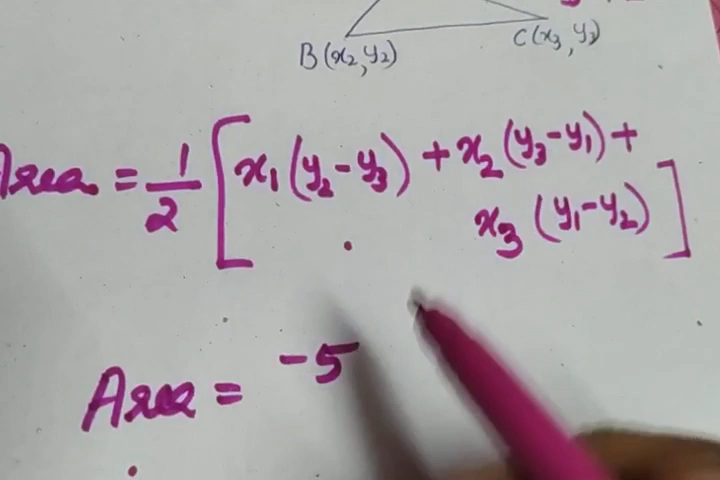 B(x₂,y₂) C(x₃,y₃)
Area = 1/2 [x₁(y₂-y₃) + x₂(y₃-y₁) +
x₃(y₁-y₂)]
Area = -5